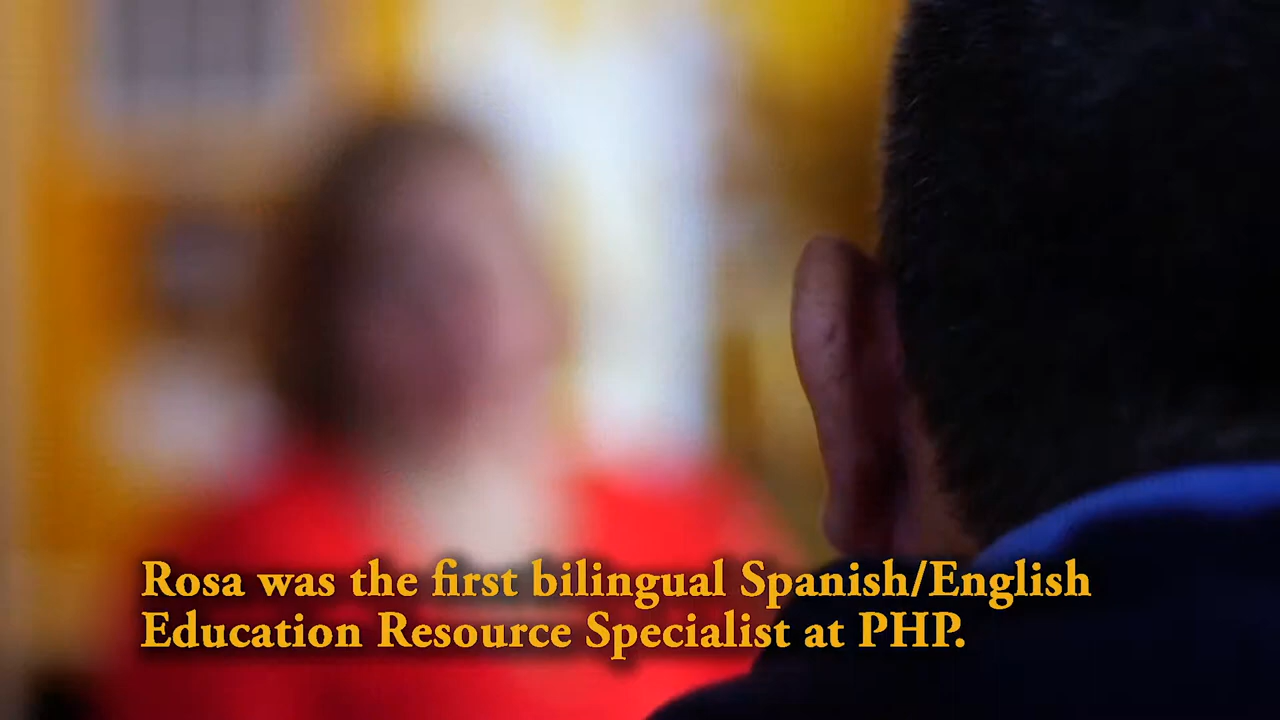 Rosa was the first bilingual Spanish/English
Education Resource Specialist at PHP.